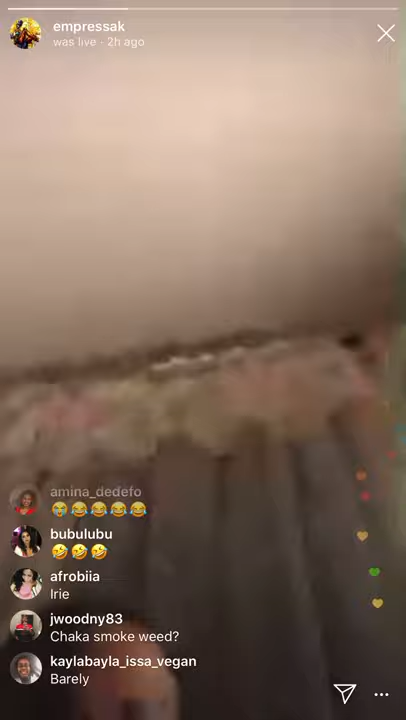 empressak
was live · 2h ago
amina_dedefo
😭😂😂😂😂
bubulubu
🤣🤣🤣
afrobiia
Irie
jwoodny83
Chaka smoke weed?
kaylabayla_issa_vegan
Barely